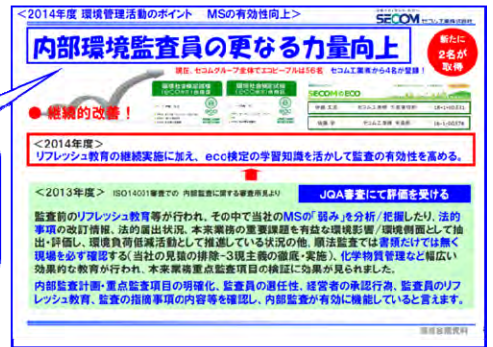 <2014年度 環境管理活動のポイント MSの有効性向上>
SECOM セコム工業株式会社
内部環境監査員の更なる力量向上
新たに
2名が
取得
現在、セコムグループ全体でエコピープルは56名 セコム工業者から4名が登録！
● 継続的改善！
SECOMのECO
<2014年度>
リフレッシュ教育の継続実施に加え、eco検定の学習知識を活かして監査の有効性を高める。
<2013年度> ISO14001審査での 内部監査に関する審査所見より
JQA審査にて評価を受ける
監査前のリフレッシュ教育等が行われ、その中で当社のMSの「弱み」を分析/把握したり、法的
事項の改訂情報、法的届出状況、本来業務の重要課題を有益な環境影響/環境側面として抽
出・評価し、環境負荷低減活動として推進している状況の他、順法監査では書類だけでは無く
現場を必ず確認する(当社の見猿の排除-3現主義の徹底・実施)、化学物質管理など幅広い
効果的な教育が行われ、本来業務重点監査項目の検証に効果が見られました。
内部監査計画・重点監査項目の明確化、監査員の選任性、経営者の承認行為、監査員のリフ
レッシュ教育、監査の指摘事項の内容等を確認し、内部監査が有効に機能していると言えます。